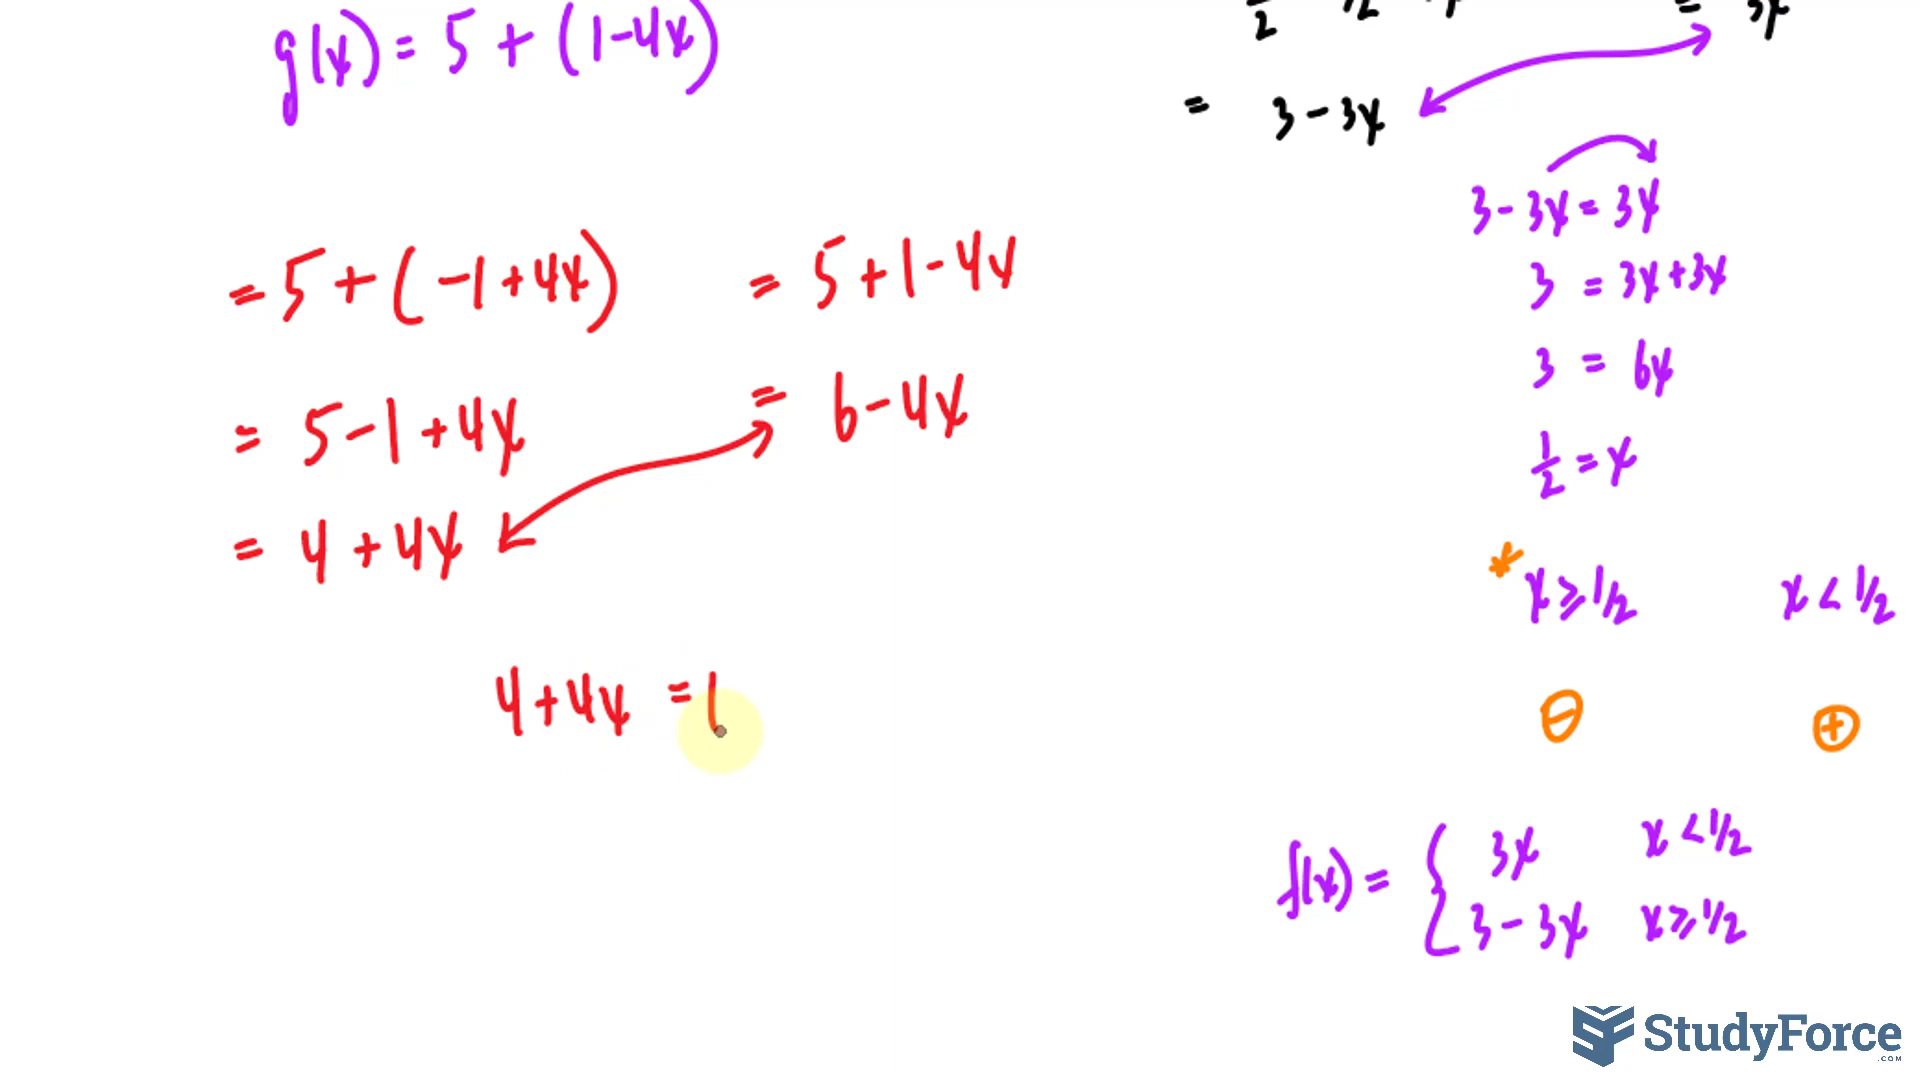 g(x) = 5 + (1-4x)
= 5 + (-1+4x)
= 5 - 1 + 4x
= 4 + 4x
= 5 + 1 - 4x
= 6 - 4x
4 + 4x =
= 3 - 3x
3 - 3x = 3x
3 = 3x + 3x
3 = 6x
1/2 = x
* x ≥ 1/2 x < 1/2
⊖ ⊕
f(x) = { 3x x < 1/2
3 - 3x x ≥ 1/2
StudyForce
.COM